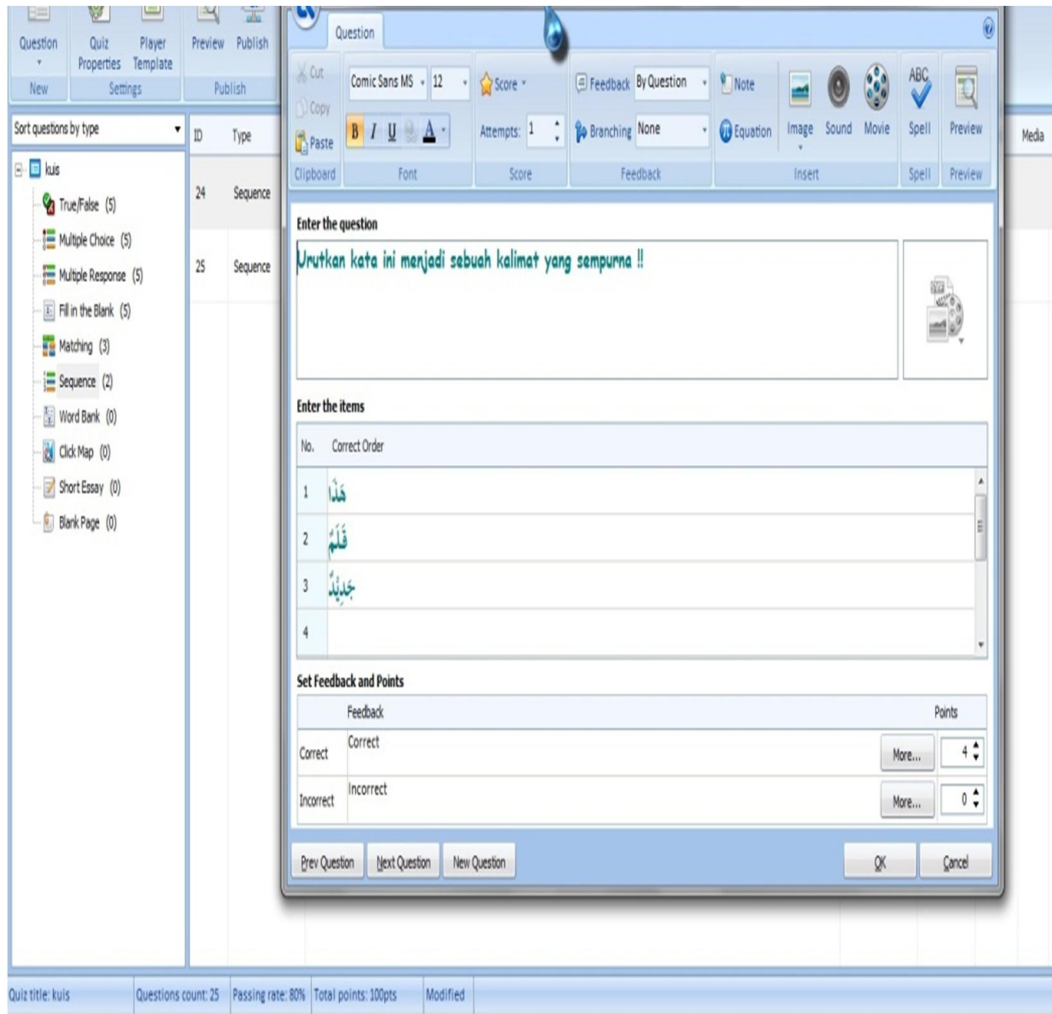 Question
Quiz Properties
Player Template
Preview
Publish
New
Settings
Publish
Question
Cut
Copy
Paste
Clipboard
Comic Sans MS 12
B I U A
Font
Score
Attempts: 1
Score
Feedback By Question
Branching None
Feedback
Note
Equation
Image
Sound
Movie
Insert
ABC
Spell
Spell
Preview
Preview
Sort questions by type
kuis
True/False (5)
Multiple Choice (5)
Multiple Response (5)
Fill in the Blank (5)
Matching (3)
Sequence (2)
Word Bank (0)
Click Map (0)
Short Essay (0)
Blank Page (0)
ID Type Media
24 Sequence
25 Sequence
Enter the question
Urutkan kata ini menjadi sebuah kalimat yang sempurna !!
Enter the items
No. Correct Order
1 هَذَا
2 قَلَمٌ
3 جَدِيْدٌ
4
Set Feedback and Points
Feedback Points
Correct Correct More... 4
Incorrect Incorrect More... 0
Prev Question Next Question New Question OK Cancel
Quiz title: kuis Questions count: 25 Passing rate: 80% Total points: 100pts Modified